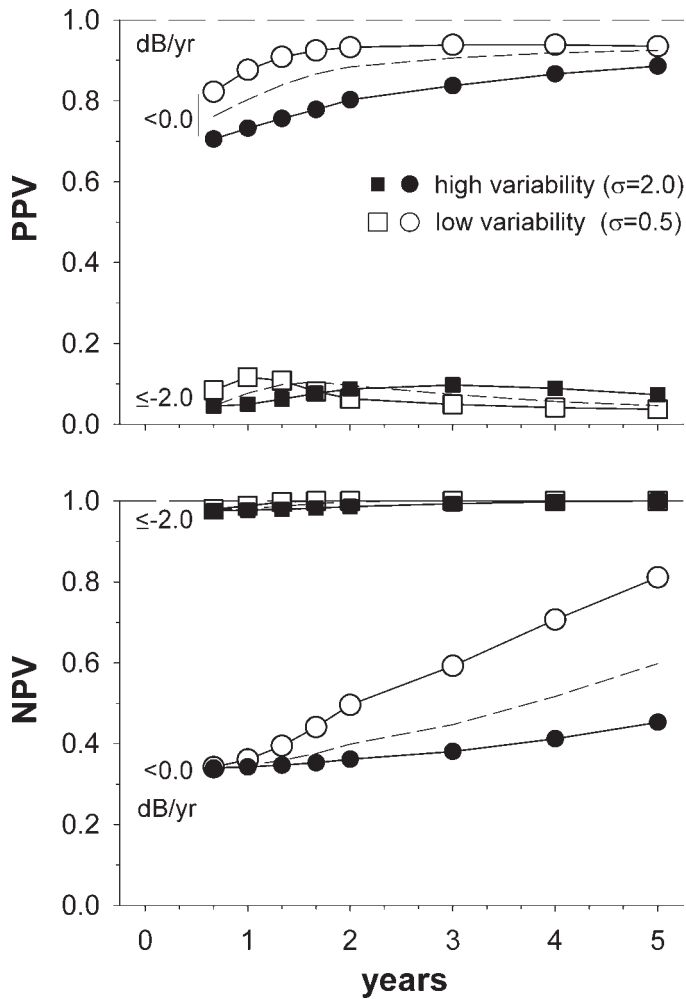 1.0
dB/yr
0.8
<0.0
0.6
high variability (σ=2.0)
low variability (σ=0.5)
PPV
0.4
0.2
≤-2.0
0.0
1.0
≤-2.0
0.8
0.6
NPV
0.4
<0.0
dB/yr
0.2
0.0
0 1 2 3 4 5
years